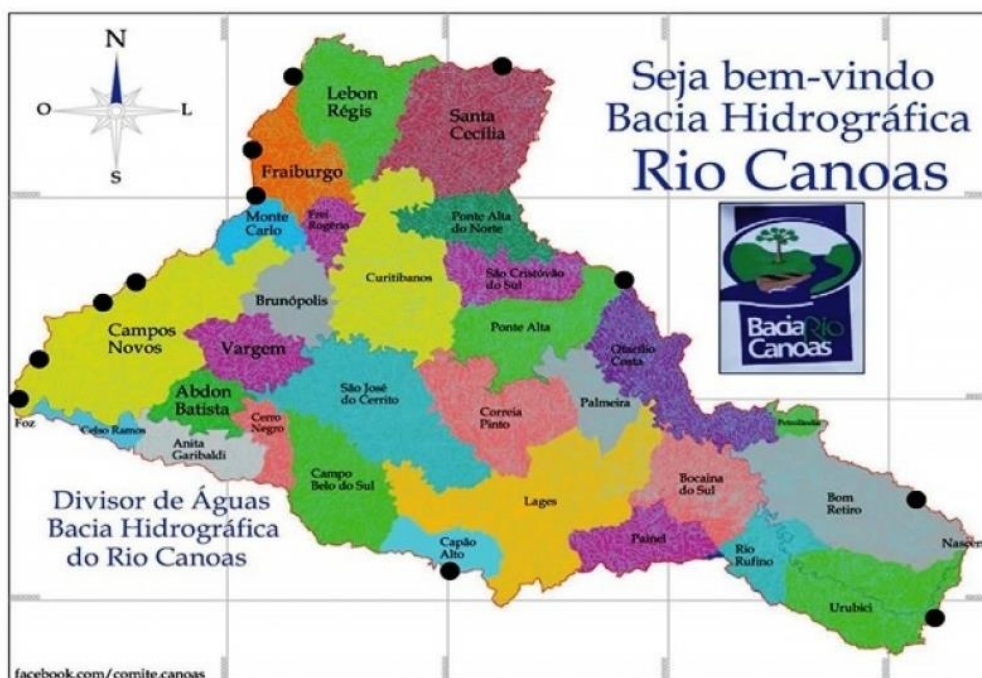 N
O
L
S
Seja bem-vindo
Bacia Hidrográfica
Rio Canoas
Bacia Rio
Canoas
Lebon
Régis
Santa
Cecília
Fraiburgo
Monte
Carlo
Frei
Rogério
Ponte Alta
do Norte
Curitibanos
São Cristóvão
do Sul
Brunópolis
Campos
Novos
Vargem
Ponte Alta
Otacílio
Costa
Abdon
Batista
São José
do Cerrito
Correia
Pinto
Palmeira
Foz
Celso Ramos
Cerro
Negro
Petrolândia
Anita
Garibaldi
Campo
Belo do Sul
Lages
Bocaina
do Sul
Bom
Retiro
Capão
Alto
Painel
Rio
Rufino
Nascen
Urubici
Divisor de Águas
Bacia Hidrográfica
do Rio Canoas
facebook.com/comite.canoas